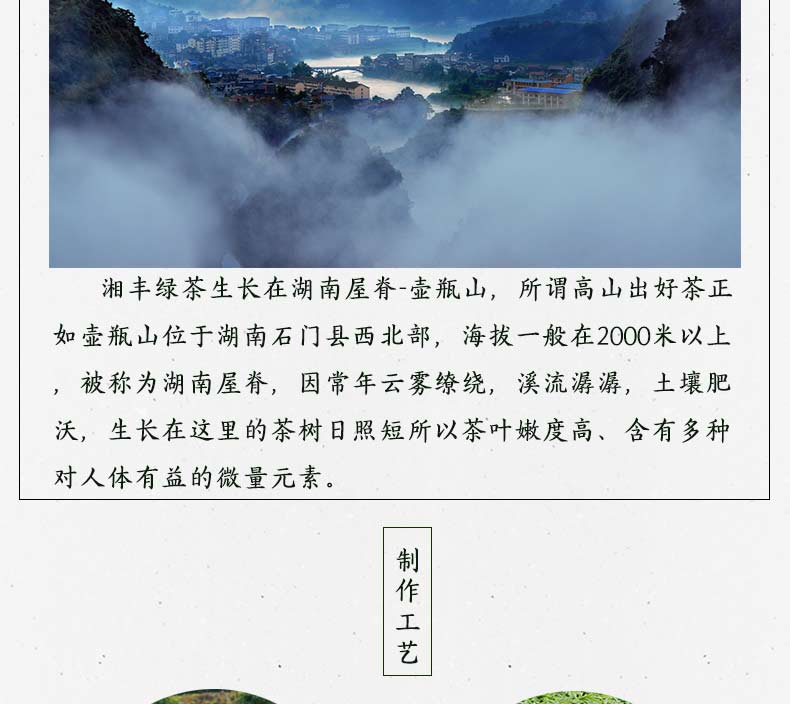 湘丰绿茶生长在湖南屋脊-壶瓶山，所谓高山出好茶正
如壶瓶山位于湖南石门县西北部，海拔一般在2000米以上
，被称为湖南屋脊，因常年云雾缭绕，溪流潺潺，土壤肥
沃，生长在这里的茶树日照短所以茶叶嫩度高、含有多种
对人体有益的微量元素。
制作工艺